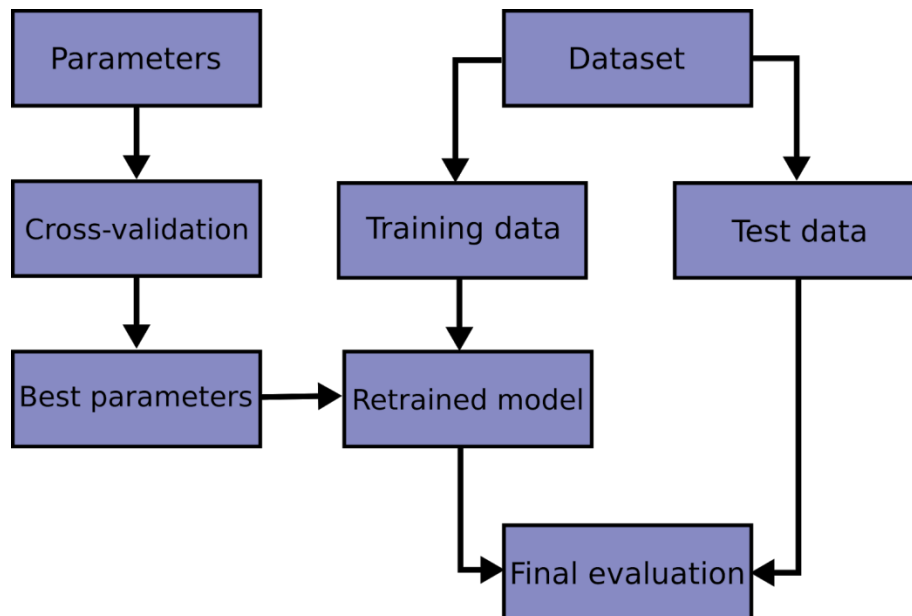 Parameters
Dataset
Cross-validation
Training data
Test data
Best parameters
Retrained model
Final evaluation